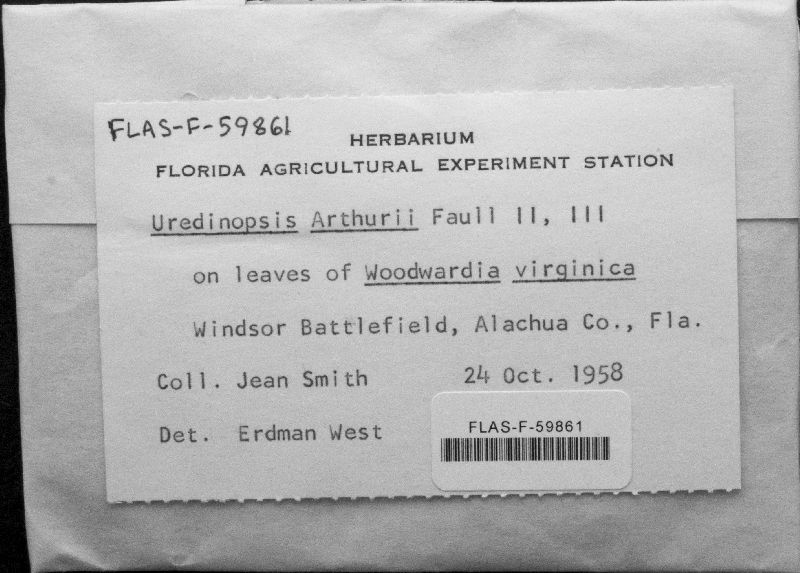 FLAS-F-59861
HERBARIUM
FLORIDA AGRICULTURAL EXPERIMENT STATION
Uredinopsis Arthurii Faull II, III
on leaves of Woodwardia virginica
Windsor Battlefield, Alachua Co., Fla.
Coll. Jean Smith 24 Oct. 1958
Det. Erdman West
FLAS-F-59861